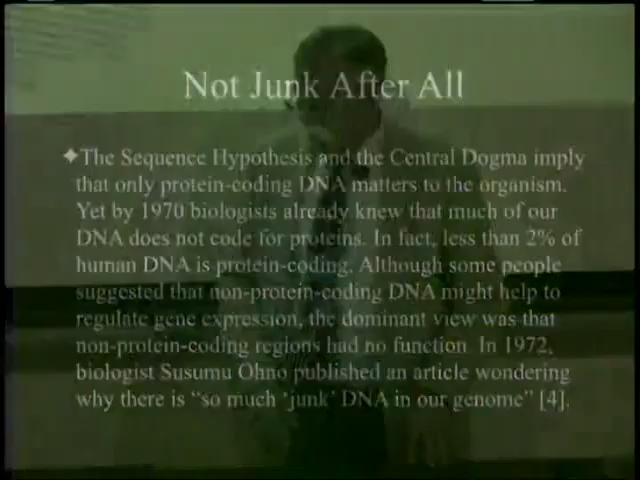 Not Junk After All
✦The Sequence Hypothesis and the Central Dogma imply
that only protein-coding DNA matters to the organism.
Yet by 1970 biologists already knew that much of our
DNA does not code for proteins. In fact, less than 2% of
human DNA is protein-coding. Although some people
suggested that non-protein-coding DNA might help to
regulate gene expression, the dominant view was that
non-protein-coding regions had no function. In 1972,
biologist Susumu Ohno published an article wondering
why there is “so much ‘junk’ DNA in our genome” [4].